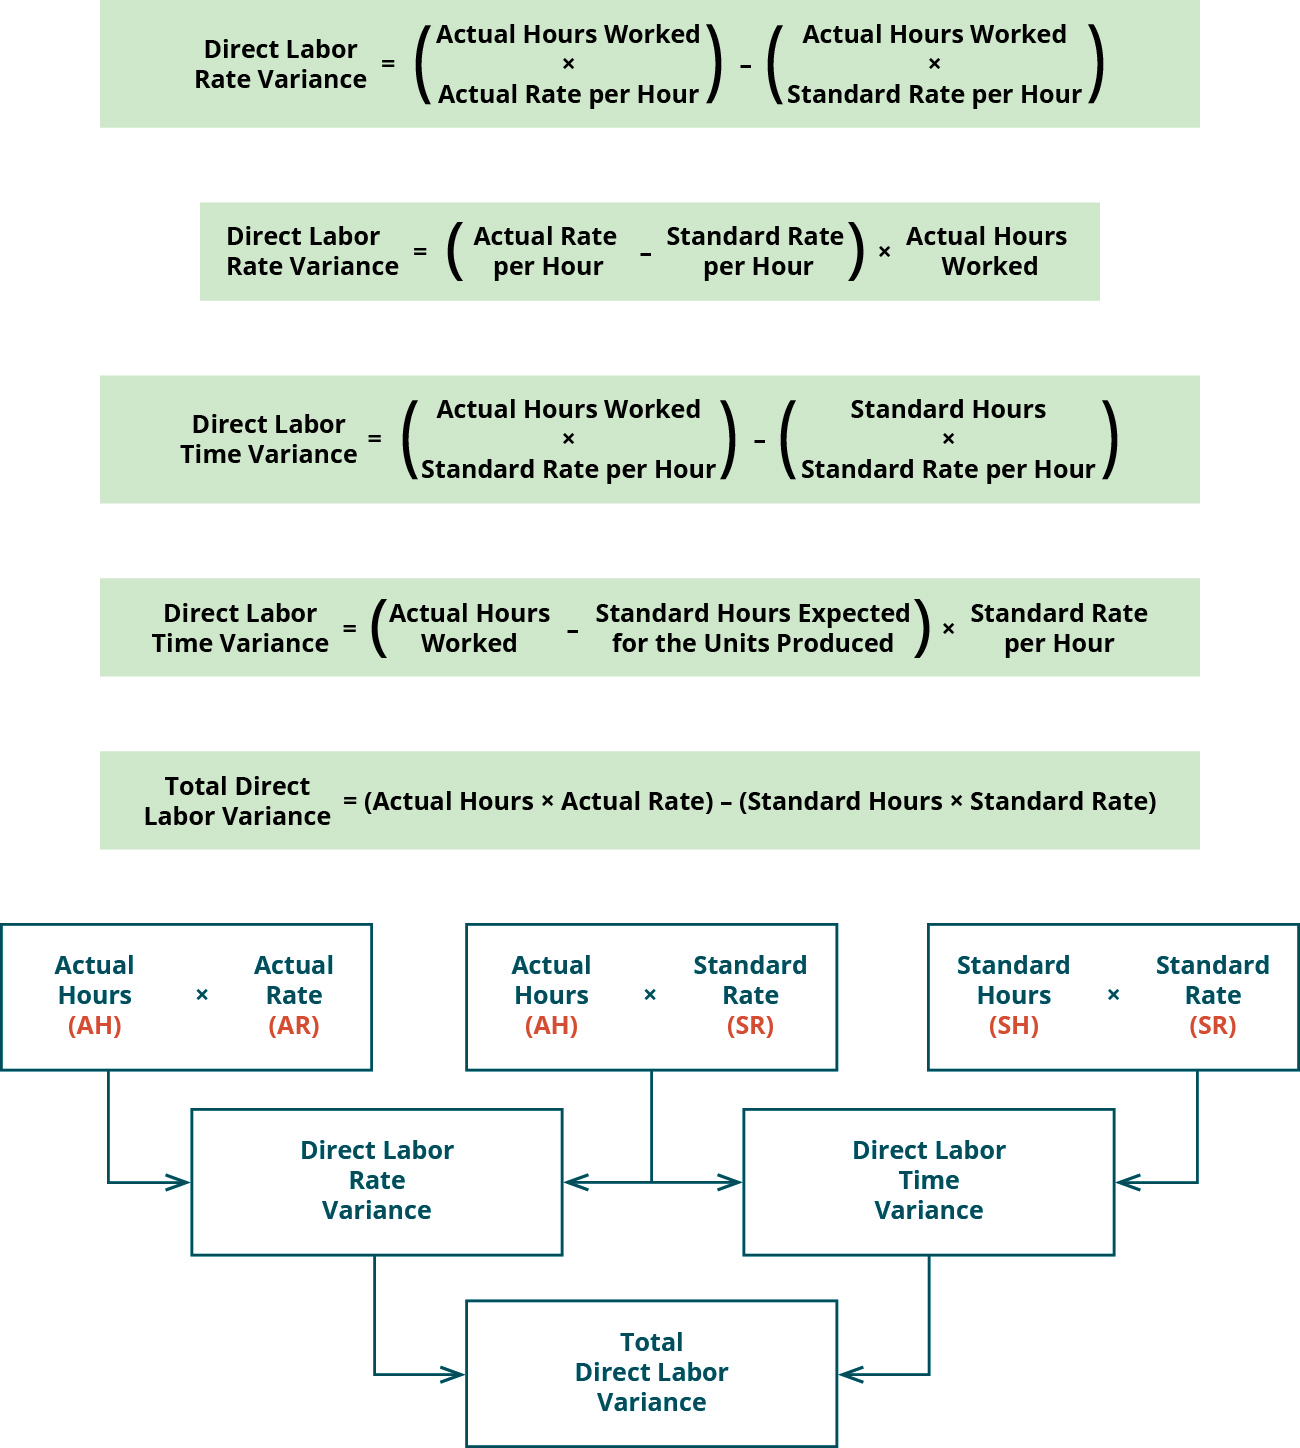 Direct Labor
Rate Variance
=
( Actual Hours Worked
×
Actual Rate per Hour )
–
( Actual Hours Worked
×
Standard Rate per Hour )
Direct Labor
Rate Variance
=
( Actual Rate
per Hour
–
Standard Rate
per Hour )
×
Actual Hours
Worked
Direct Labor
Time Variance
=
( Actual Hours Worked
×
Standard Rate per Hour )
–
( Standard Hours
×
Standard Rate per Hour )
Direct Labor
Time Variance
=
( Actual Hours
Worked
–
Standard Hours Expected
for the Units Produced )
×
Standard Rate
per Hour
Total Direct
Labor Variance
= (Actual Hours × Actual Rate) – (Standard Hours × Standard Rate)
Actual
Hours
(AH)
×
Actual
Rate
(AR)
Actual
Hours
(AH)
×
Standard
Rate
(SR)
Standard
Hours
(SH)
×
Standard
Rate
(SR)
Direct Labor
Rate
Variance
Direct Labor
Time
Variance
Total
Direct Labor
Variance